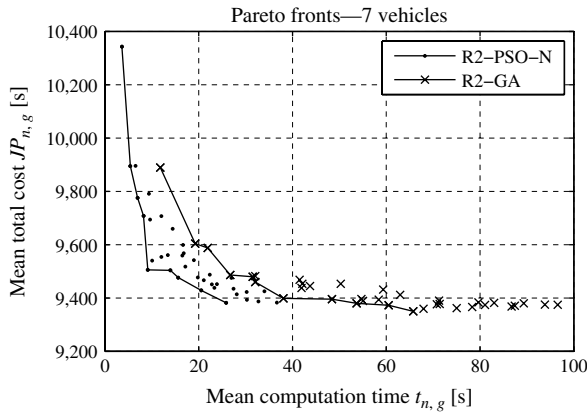 Pareto fronts—7 vehicles
10,400
10,200
10,000
9,800
9,600
9,400
9,200
Mean total cost JPn, g [s]
R2−PSO−N
R2−GA
0 20 40 60 80 100
Mean computation time tn, g [s]